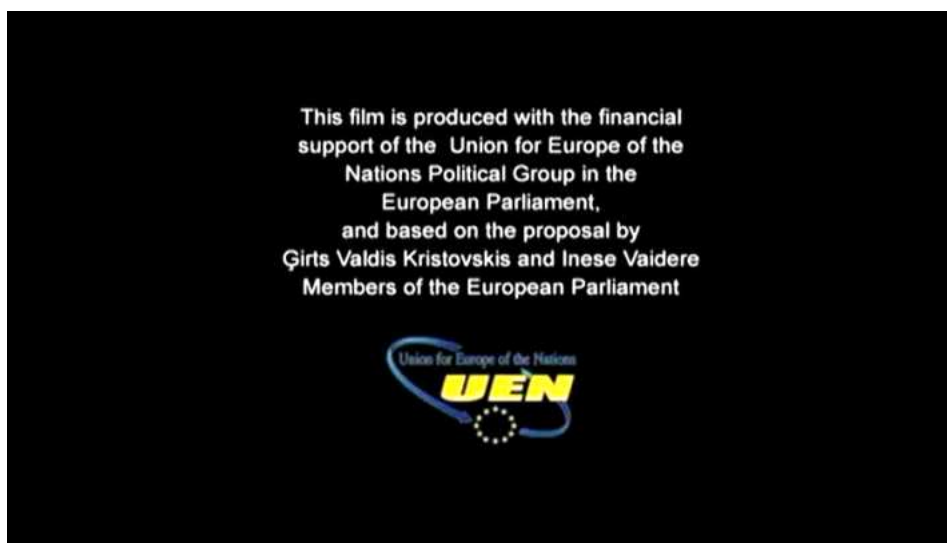 This film is produced with the financial
support of the Union for Europe of the
Nations Political Group in the
European Parliament,
and based on the proposal by
Ģirts Valdis Kristovskis and Inese Vaidere
Members of the European Parliament
Union for Europe of the Nations
UEN